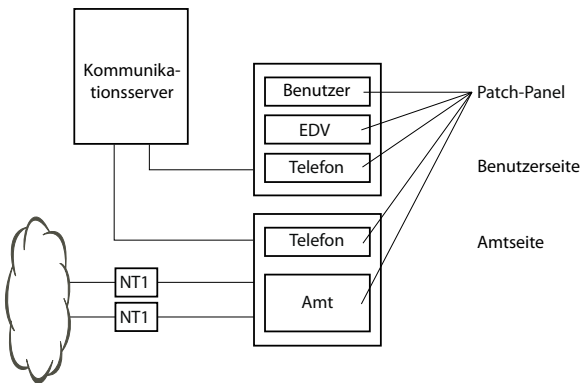 Kommunika-
tionsserver
Benutzer
EDV
Telefon
Patch-Panel
Benutzerseite
Telefon
Amt
Amtseite
NT1
NT1